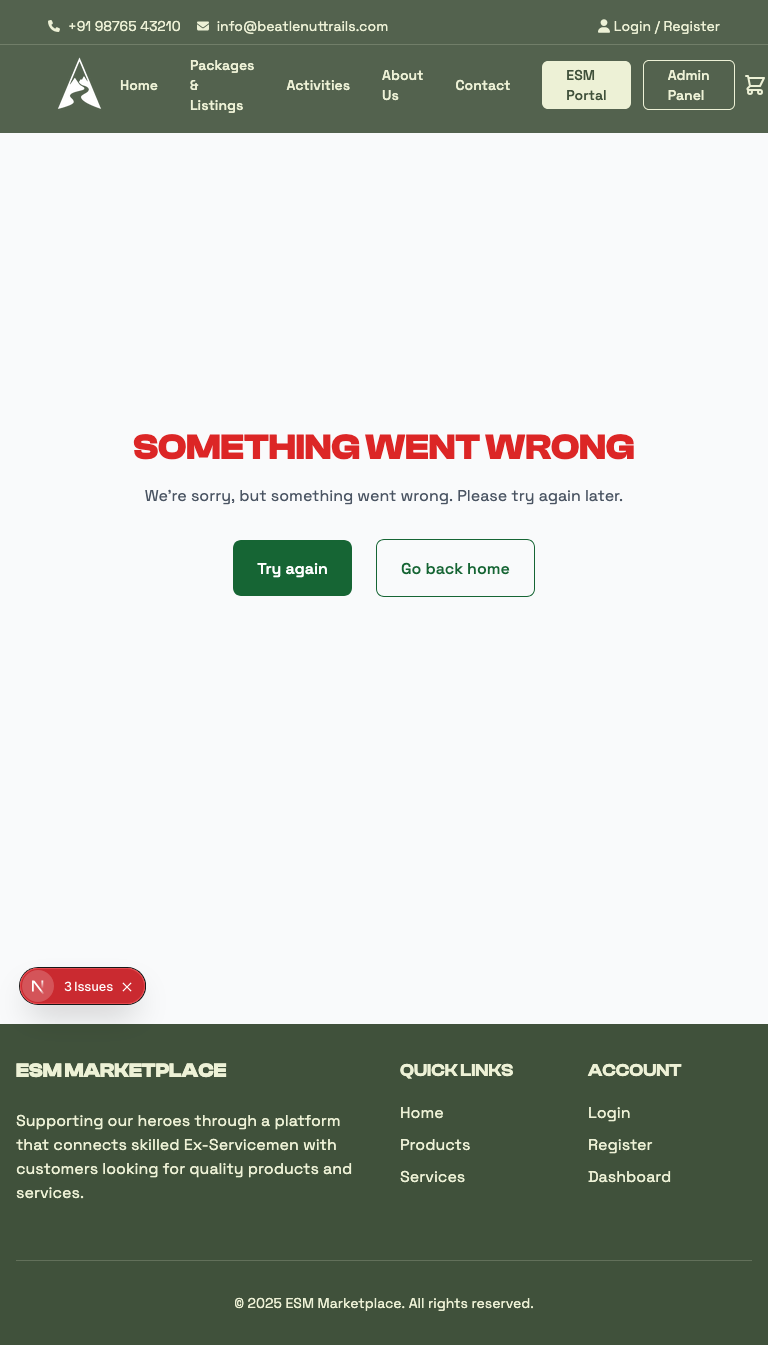 +91 98765 43210
info@beatlenuttrails.com
Login / Register
Home
Packages
&
Listings
Activities
About
Us
Contact
ESM
Portal
Admin
Panel
SOMETHING WENT WRONG
We're sorry, but something went wrong. Please try again later.
Try again
Go back home
N
3 Issues
ESM MARKETPLACE
Supporting our heroes through a platform
that connects skilled Ex-Servicemen with
customers looking for quality products and
services.
QUICK LINKS
Home
Products
Services
ACCOUNT
Login
Register
Dashboard
© 2025 ESM Marketplace. All rights reserved.